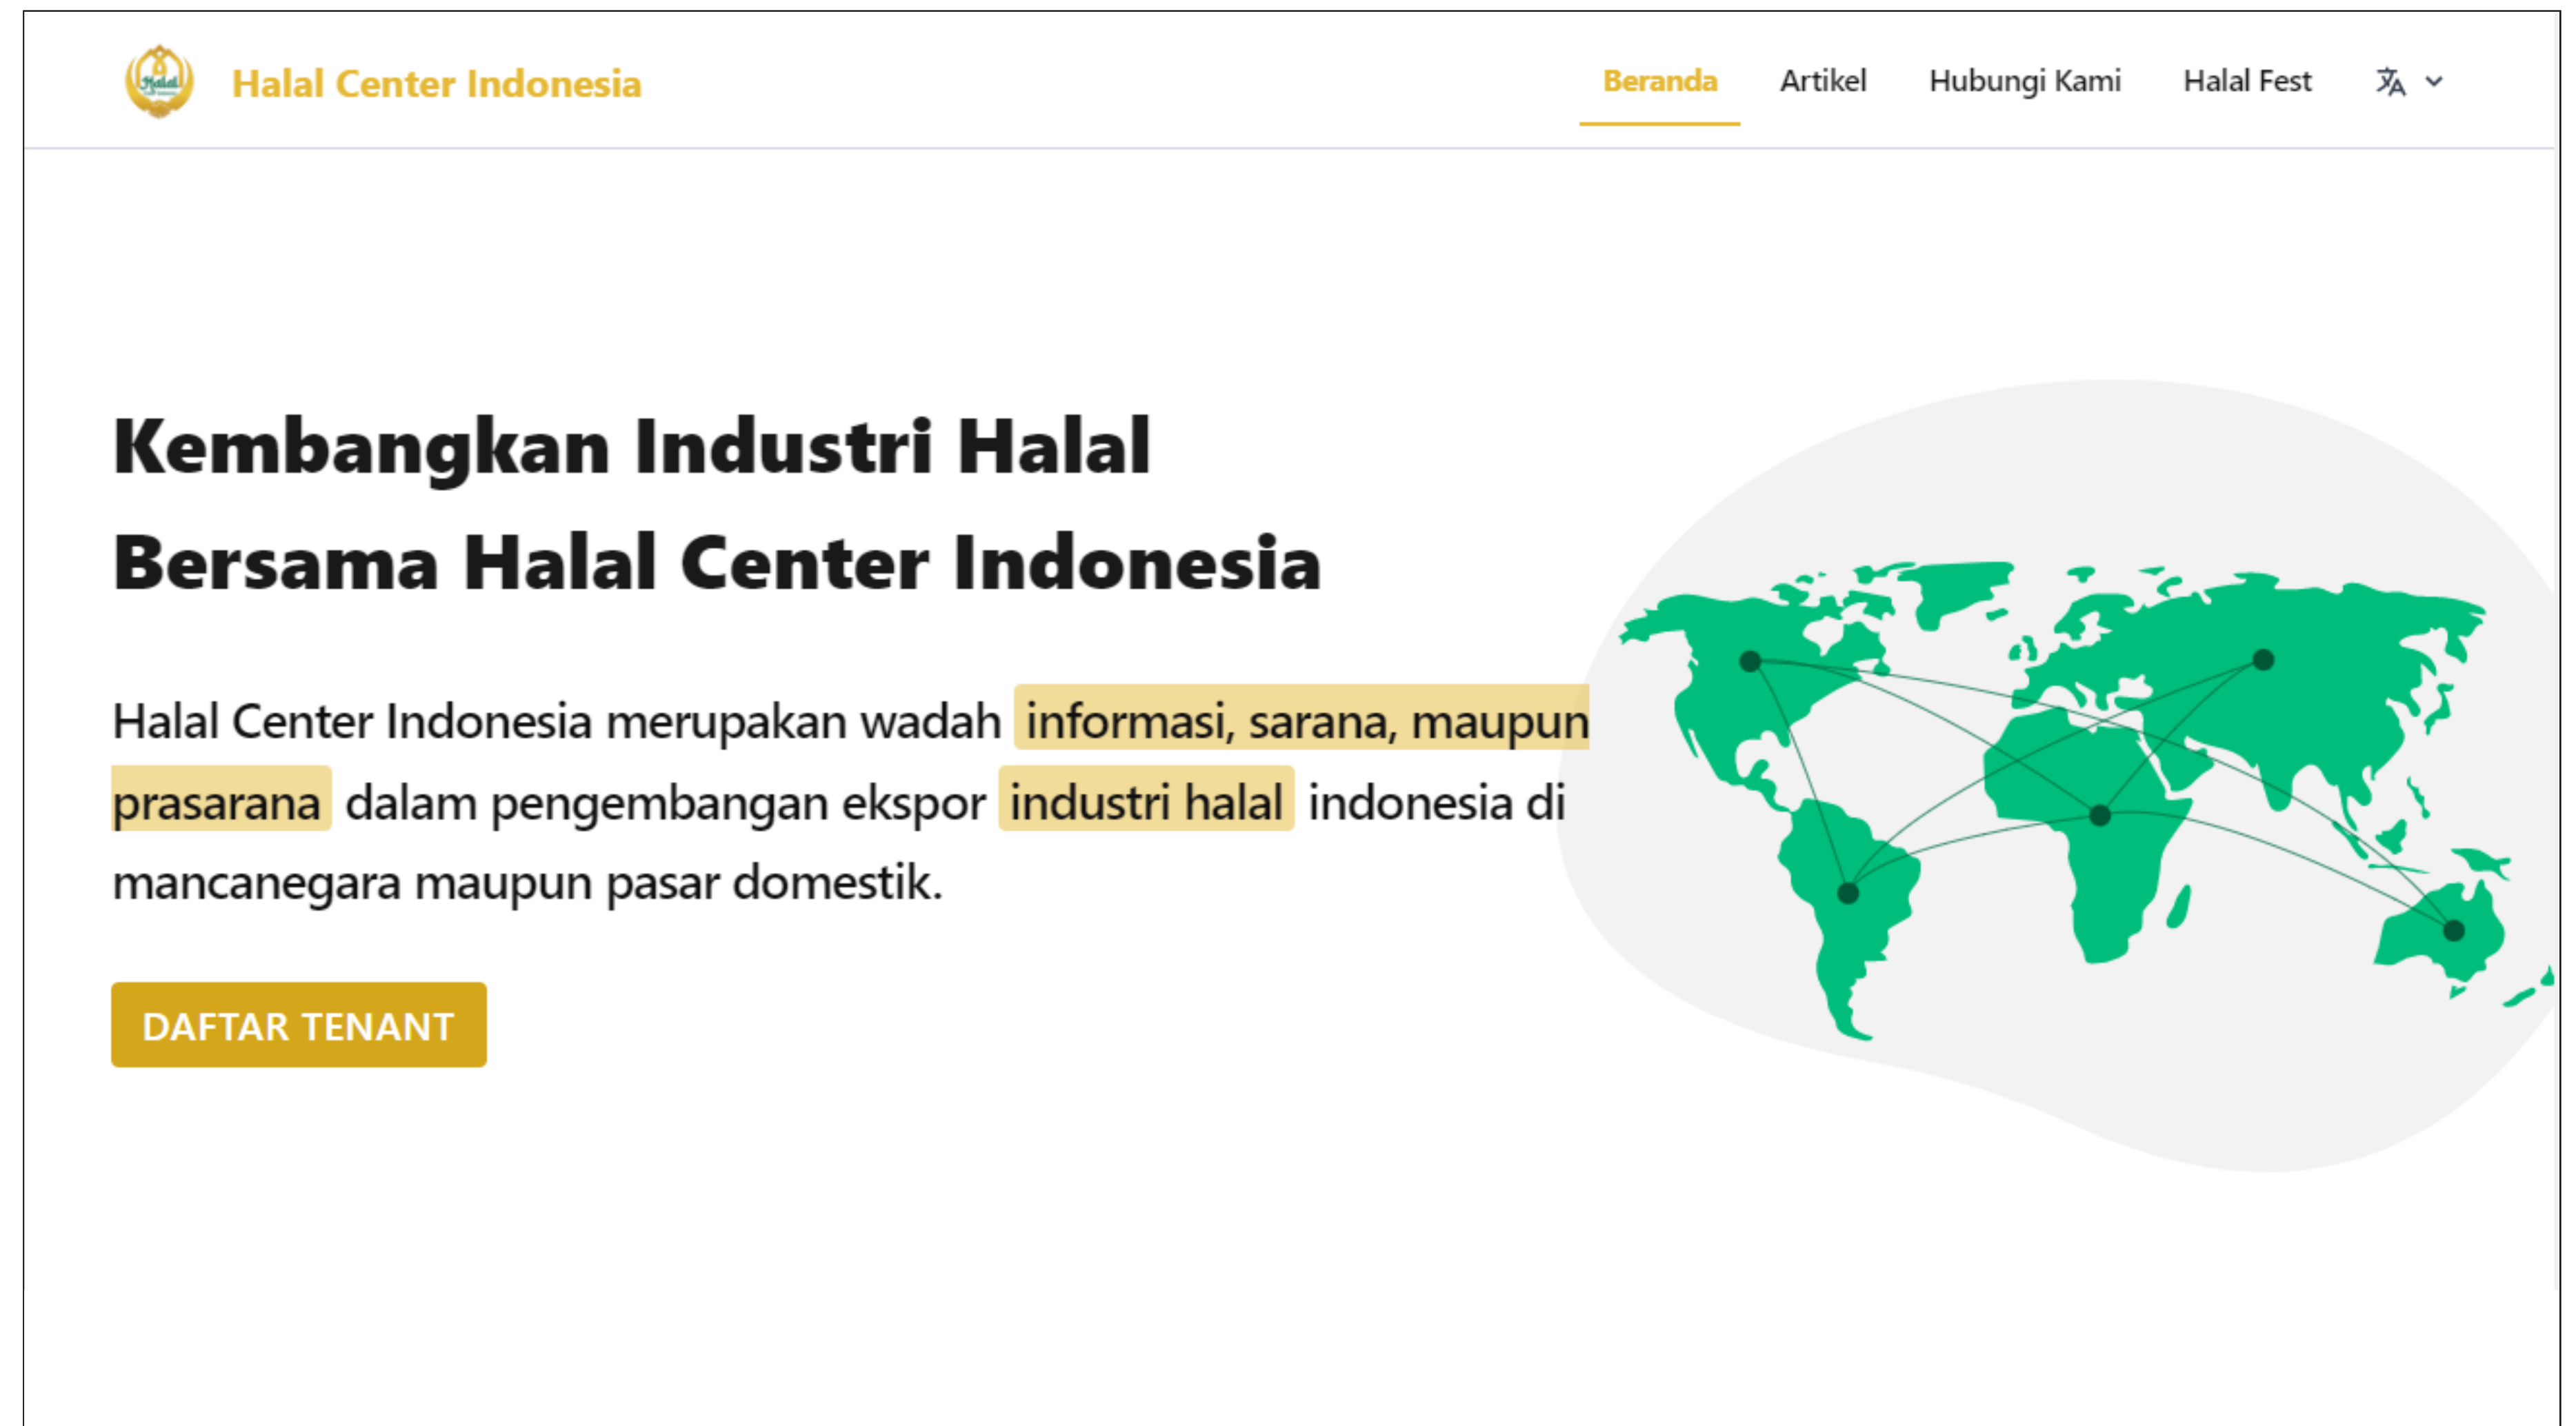 Halal
Halal Center Indonesia
Beranda
Artikel
Hubungi Kami
Halal Fest
Kembangkan Industri Halal
Bersama Halal Center Indonesia
Halal Center Indonesia merupakan wadah informasi, sarana, maupun
prasarana dalam pengembangan ekspor industri halal indonesia di
mancanegara maupun pasar domestik.
DAFTAR TENANT